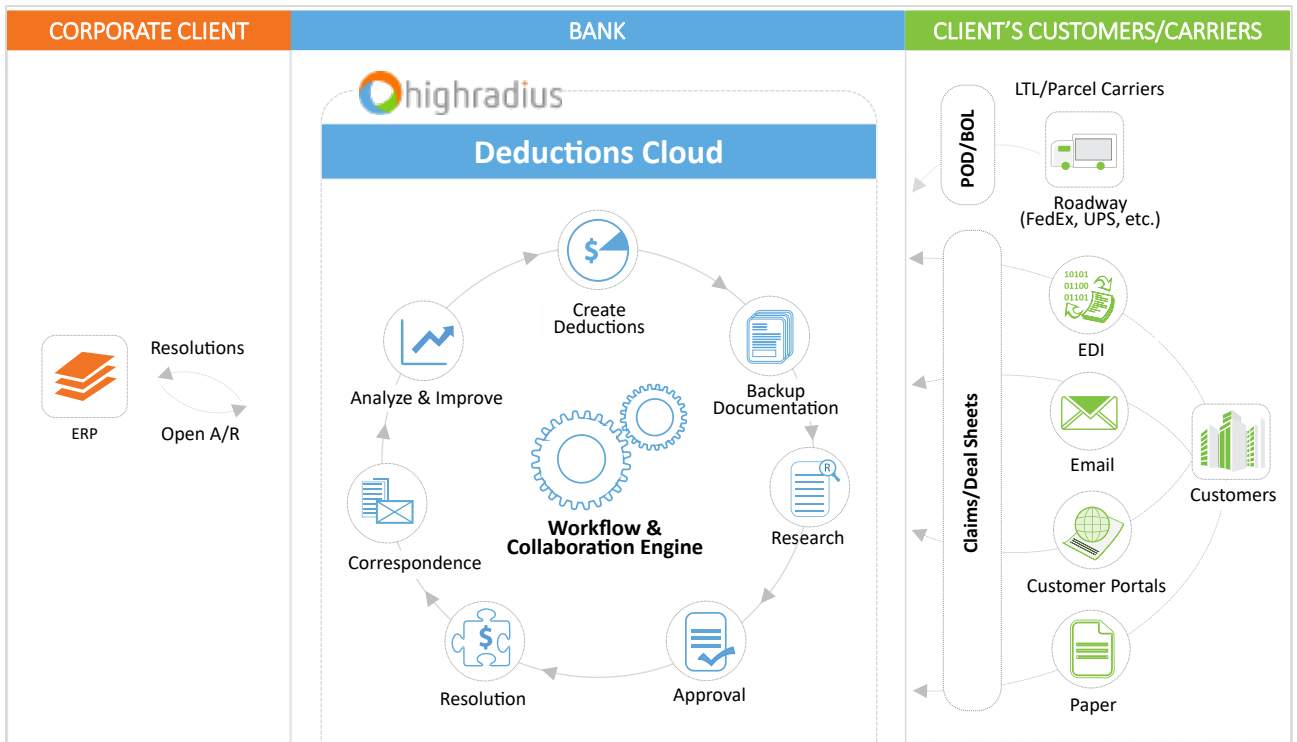 CORPORATE CLIENT
BANK
CLIENT'S CUSTOMERS/CARRIERS
highradius
Deductions Cloud
Resolutions
ERP
Open A/R
$
Create
Deductions
Backup
Documentation
R
Research
Approval
$
Resolution
Correspondence
Analyze & Improve
Workflow &
Collaboration Engine
POD/BOL
LTL/Parcel Carriers
Roadway
(FedEx, UPS, etc.)
Claims/Deal Sheets
10101
01100
01101
EDI
Email
Customer Portals
Paper
Customers